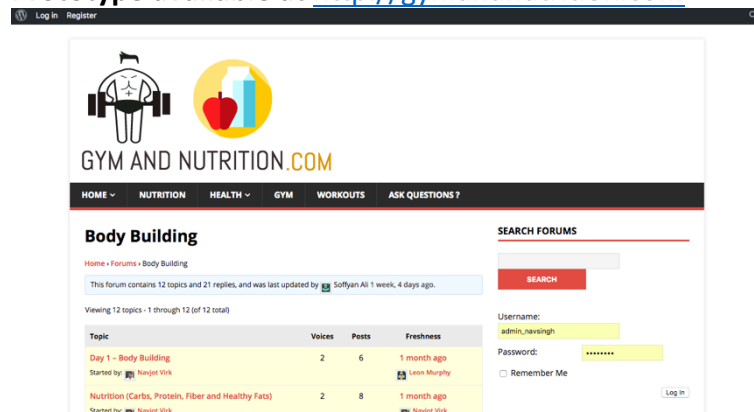 Log in Register
GYM AND NUTRITION.COM
HOME NUTRITION HEALTH GYM WORKOUTS ASK QUESTIONS ?
Body Building
Home › Forums › Body Building
This forum contains 12 topics and 21 replies, and was last updated by Soffyan Ali 1 week, 4 days ago.
Viewing 12 topics - 1 through 12 (of 12 total)
Topic Voices Posts Freshness
Day 1 – Body Building 2 6 1 month ago
Started by: Navjot Virk Leon Murphy
Nutrition (Carbs, Protein, Fiber and Healthy Fats) 2 8 1 month ago
Started by: Navjot Virk Navjot Virk
SEARCH FORUMS
SEARCH
Username:
admin_navsingh
Password: ••••••••
Remember Me
Log In